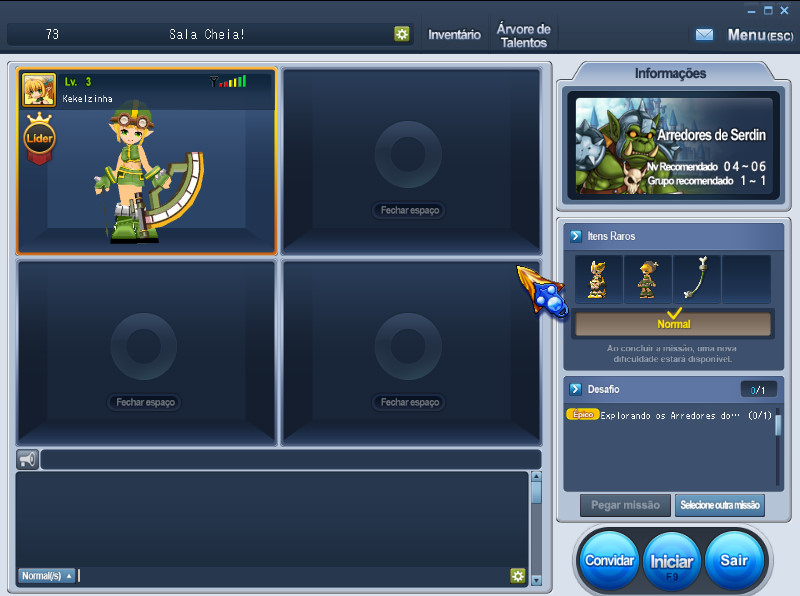 73 Sala Cheia!
Inventário
Árvore de
Talentos
Menu(ESC)
Lv. 3
Kekelzinha
Líder
Fechar espaço
Fechar espaço
Fechar espaço
Normal(/s)
Informações
Arredores de Serdin
Nv Recomendado 04~06
Grupo recomendado 1~1
Itens Raros
Normal
Ao concluir a missão, uma nova
dificuldade estará disponível.
Desafio 0/1
Épico Explorando os Arredores do... (0/1)
Pegar missão Selecione outra missão
Convidar Iniciar Sair
F9